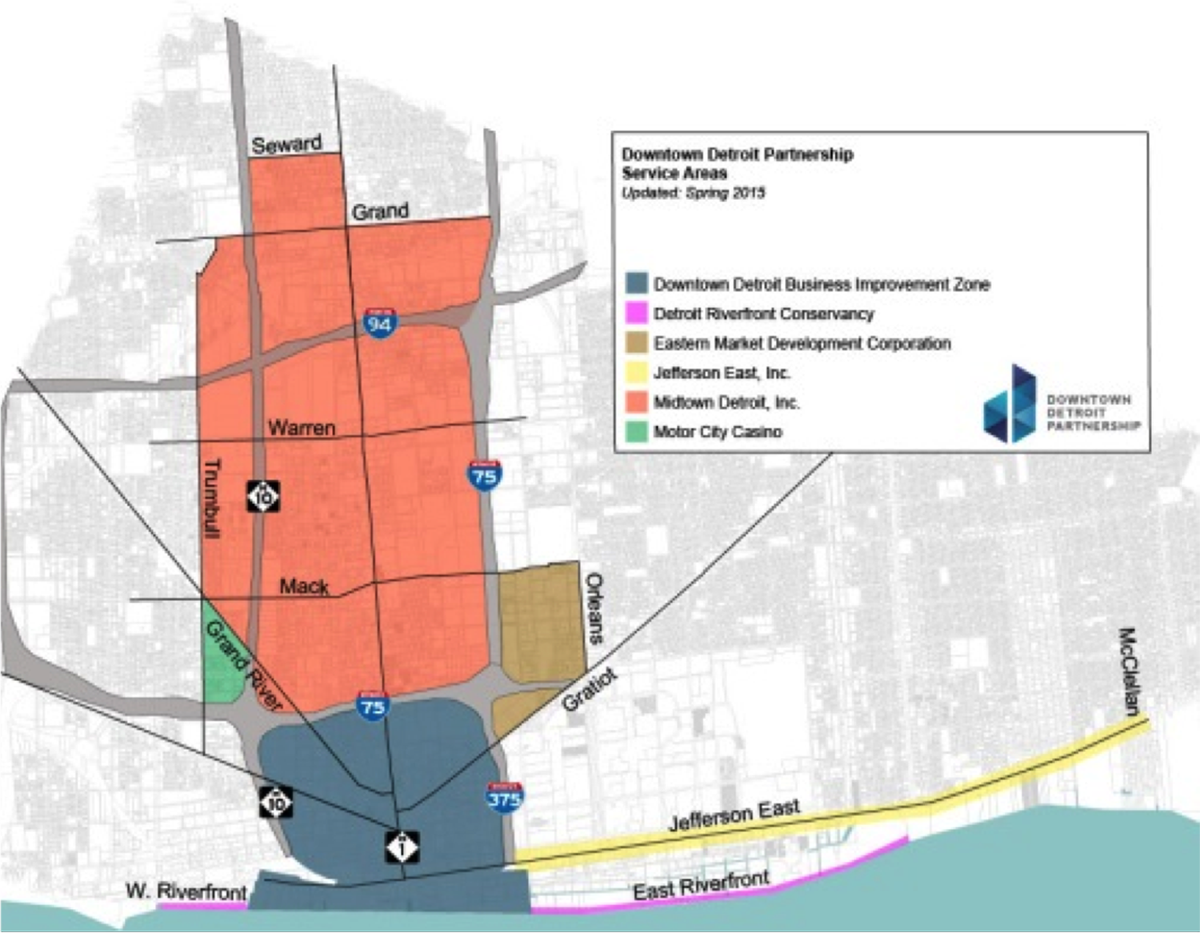 Seward
Grand
Downtown Detroit Partnership
Service Areas
Updated: Spring 2015
Downtown Detroit Business Improvement Zone
Detroit Riverfront Conservancy
Eastern Market Development Corporation
Jefferson East, Inc.
Midtown Detroit, Inc.
Motor City Casino
DOWNTOWN
DETROIT
PARTNERSHIP
94
Warren
Trumbull
M
10
75
Mack
Orleans
Grand River
McClellan
Gratiot
75
M
10
375
Jefferson East
M
1
W. Riverfront
East Riverfront